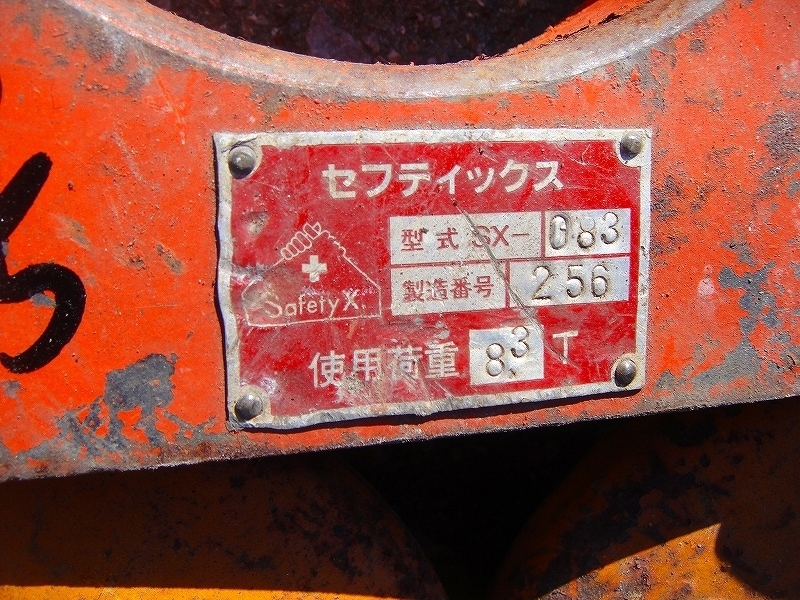 セフティックス
型式 SX- 083
製造番号 256
Safety X.
使用荷重 8.3 T